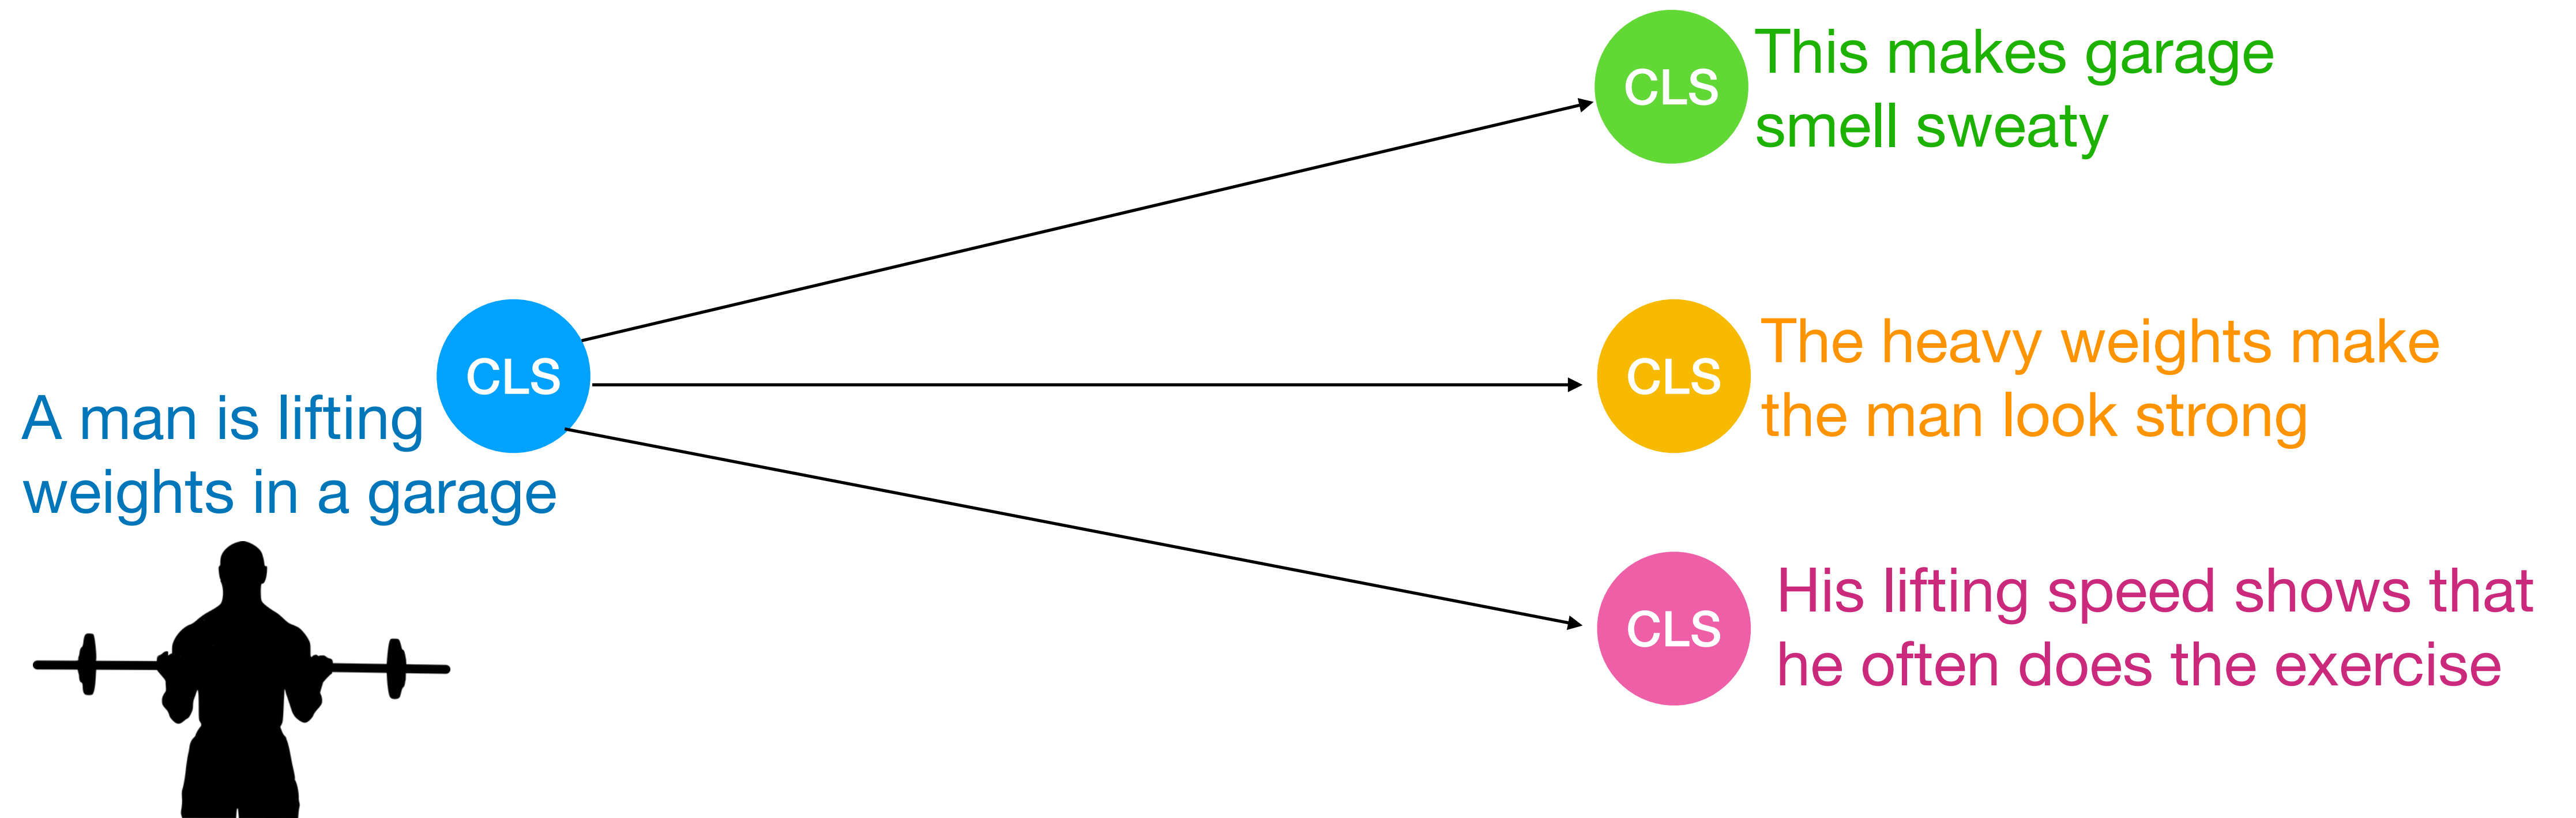 CLS
A man is lifting
weights in a garage
CLS
This makes garage
smell sweaty
CLS
The heavy weights make
the man look strong
CLS
His lifting speed shows that
he often does the exercise